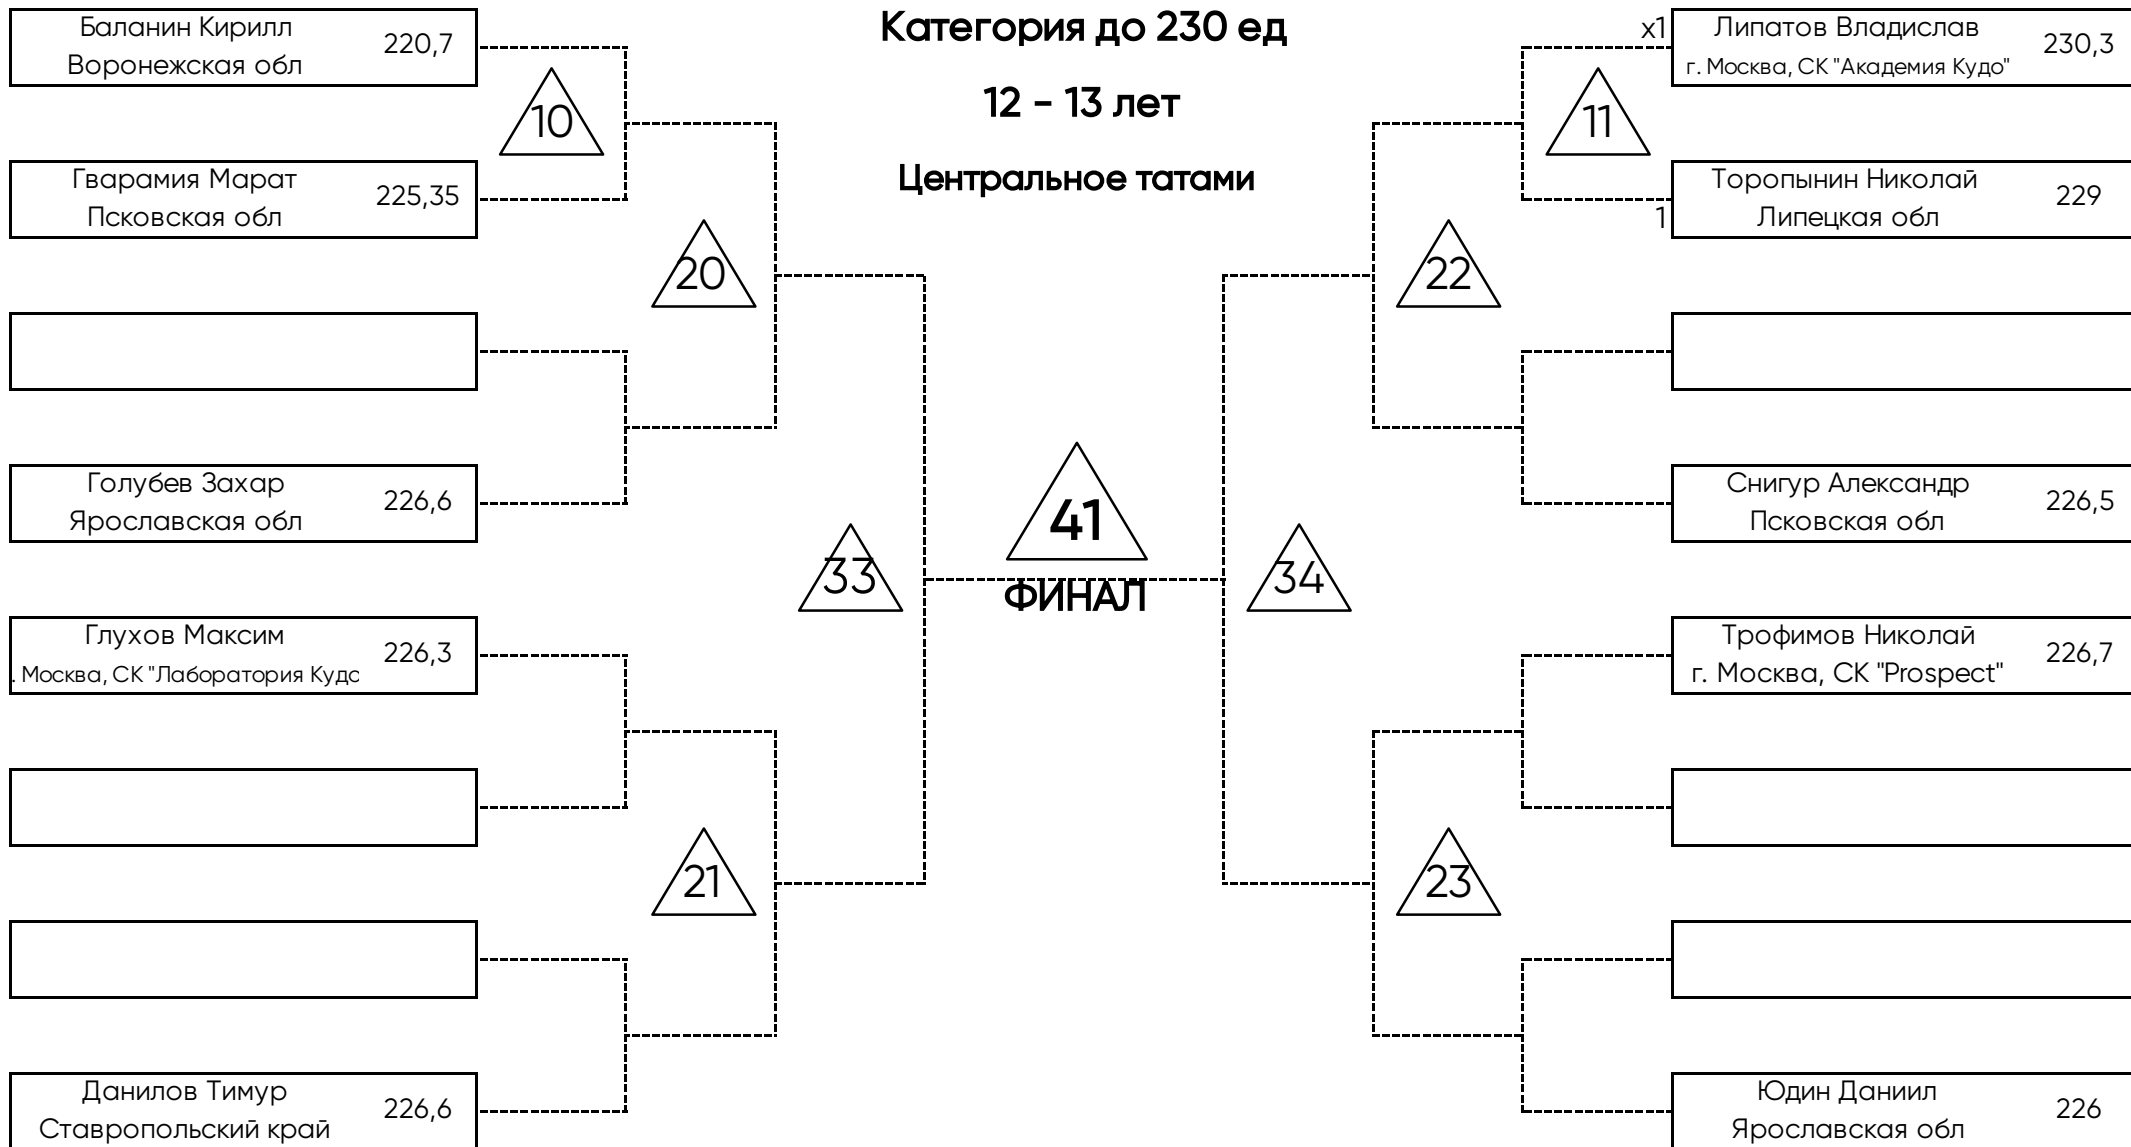 Категория до 230 ед
12 - 13 лет
Центральное татами
Баланин Кирилл
Воронежская обл
220,7
10
Гварамия Марат
Псковская обл
225,35
20
Голубев Захар
Ярославская обл
226,6
33
Глухов Максим
. Москва, СК "Лаборатория Кудо
226,3
21
Данилов Тимур
Ставропольский край
226,6
41
ФИНАЛ
x1
Липатов Владислав
г. Москва, СК "Академия Кудо"
230,3
11
1
Торопынин Николай
Липецкая обл
229
22
Снигур Александр
Псковская обл
226,5
34
Трофимов Николай
г. Москва, СК "Prospect"
226,7
23
Юдин Даниил
Ярославская обл
226